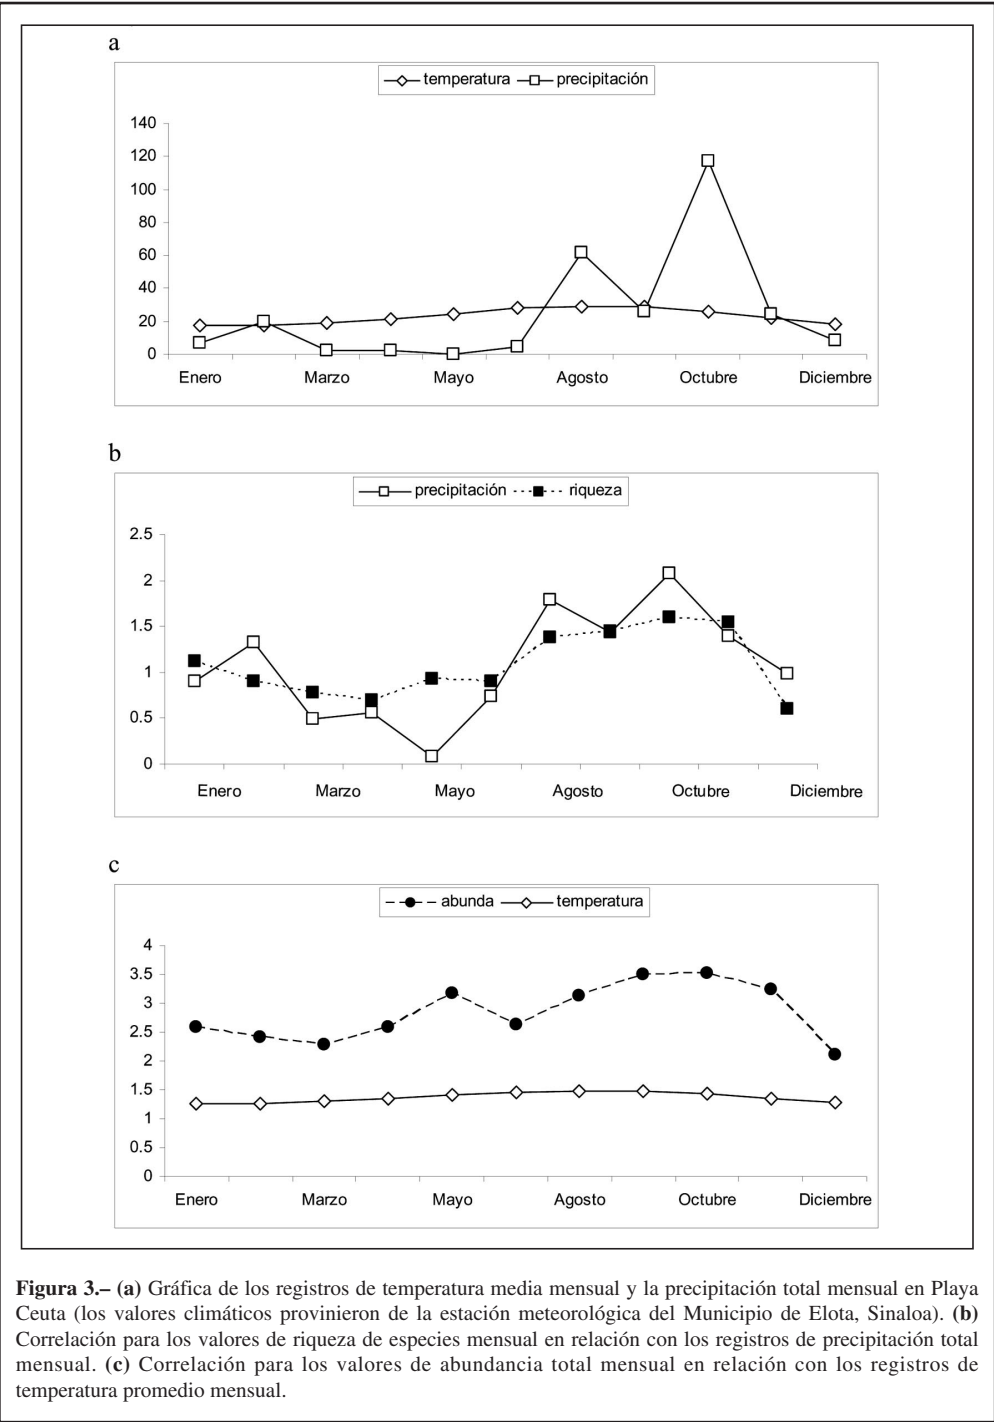 a
temperatura precipitación
140
120
100
80
60
40
20
0
Enero Marzo Mayo Agosto Octubre Diciembre
b
precipitación riqueza
2.5
2
1.5
1
0.5
0
Enero Marzo Mayo Agosto Octubre Diciembre
c
abunda temperatura
4
3.5
3
2.5
2
1.5
1
0.5
0
Enero Marzo Mayo Agosto Octubre Diciembre
Figura 3.– (a) Gráfica de los registros de temperatura media mensual y la precipitación total mensual en Playa
Ceuta (los valores climáticos provinieron de la estación meteorológica del Municipio de Elota, Sinaloa). (b)
Correlación para los valores de riqueza de especies mensual en relación con los registros de precipitación total
mensual. (c) Correlación para los valores de abundancia total mensual en relación con los registros de
temperatura promedio mensual.